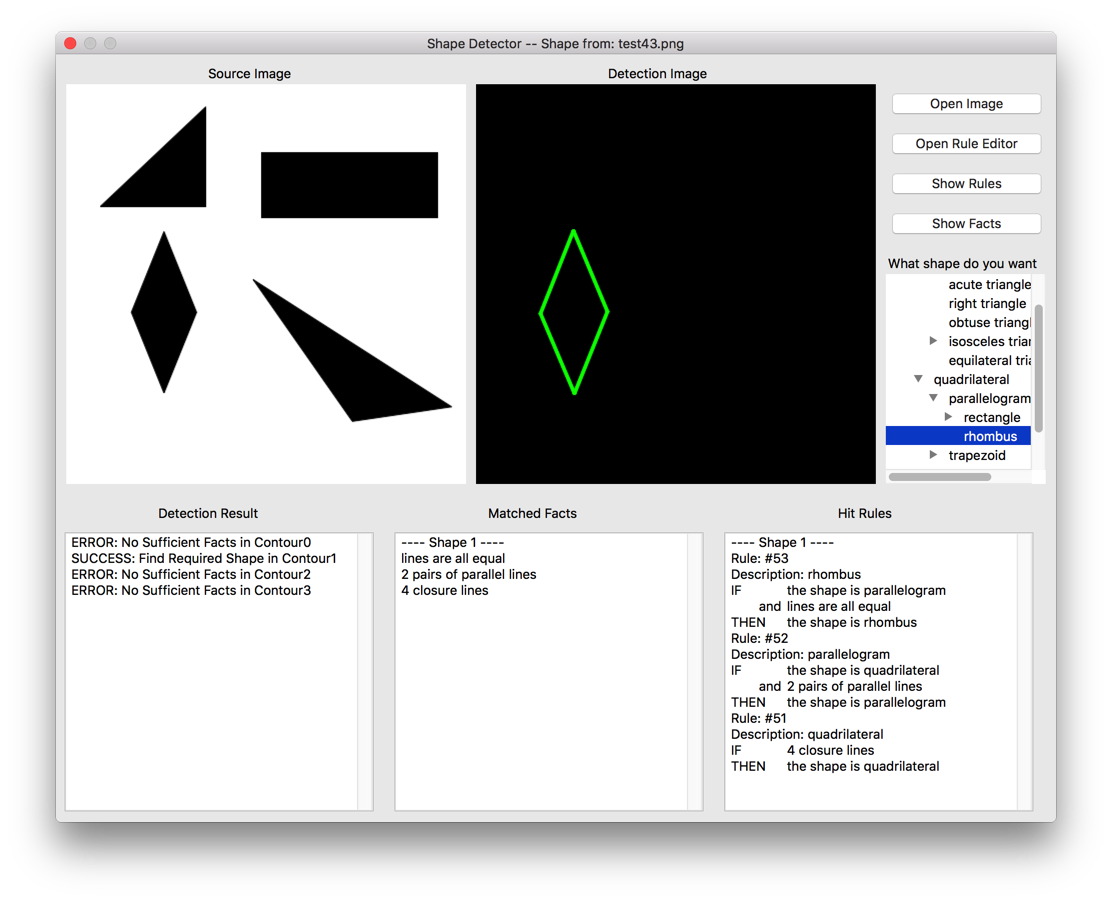 Shape Detector -- Shape from: test43.png
Source Image
Detection Image
Open Image
Open Rule Editor
Show Rules
Show Facts
What shape do you want
acute triangle
right triangle
obtuse triangl
isosceles trian
equilateral tria
quadrilateral
parallelogram
rectangle
rhombus
trapezoid
Detection Result
ERROR: No Sufficient Facts in Contour0
SUCCESS: Find Required Shape in Contour1
ERROR: No Sufficient Facts in Contour2
ERROR: No Sufficient Facts in Contour3
Matched Facts
---- Shape 1 ----
lines are all equal
2 pairs of parallel lines
4 closure lines
Hit Rules
---- Shape 1 ----
Rule: #53
Description: rhombus
IF the shape is parallelogram
and lines are all equal
THEN the shape is rhombus
Rule: #52
Description: parallelogram
IF the shape is quadrilateral
and 2 pairs of parallel lines
THEN the shape is parallelogram
Rule: #51
Description: quadrilateral
IF 4 closure lines
THEN the shape is quadrilateral